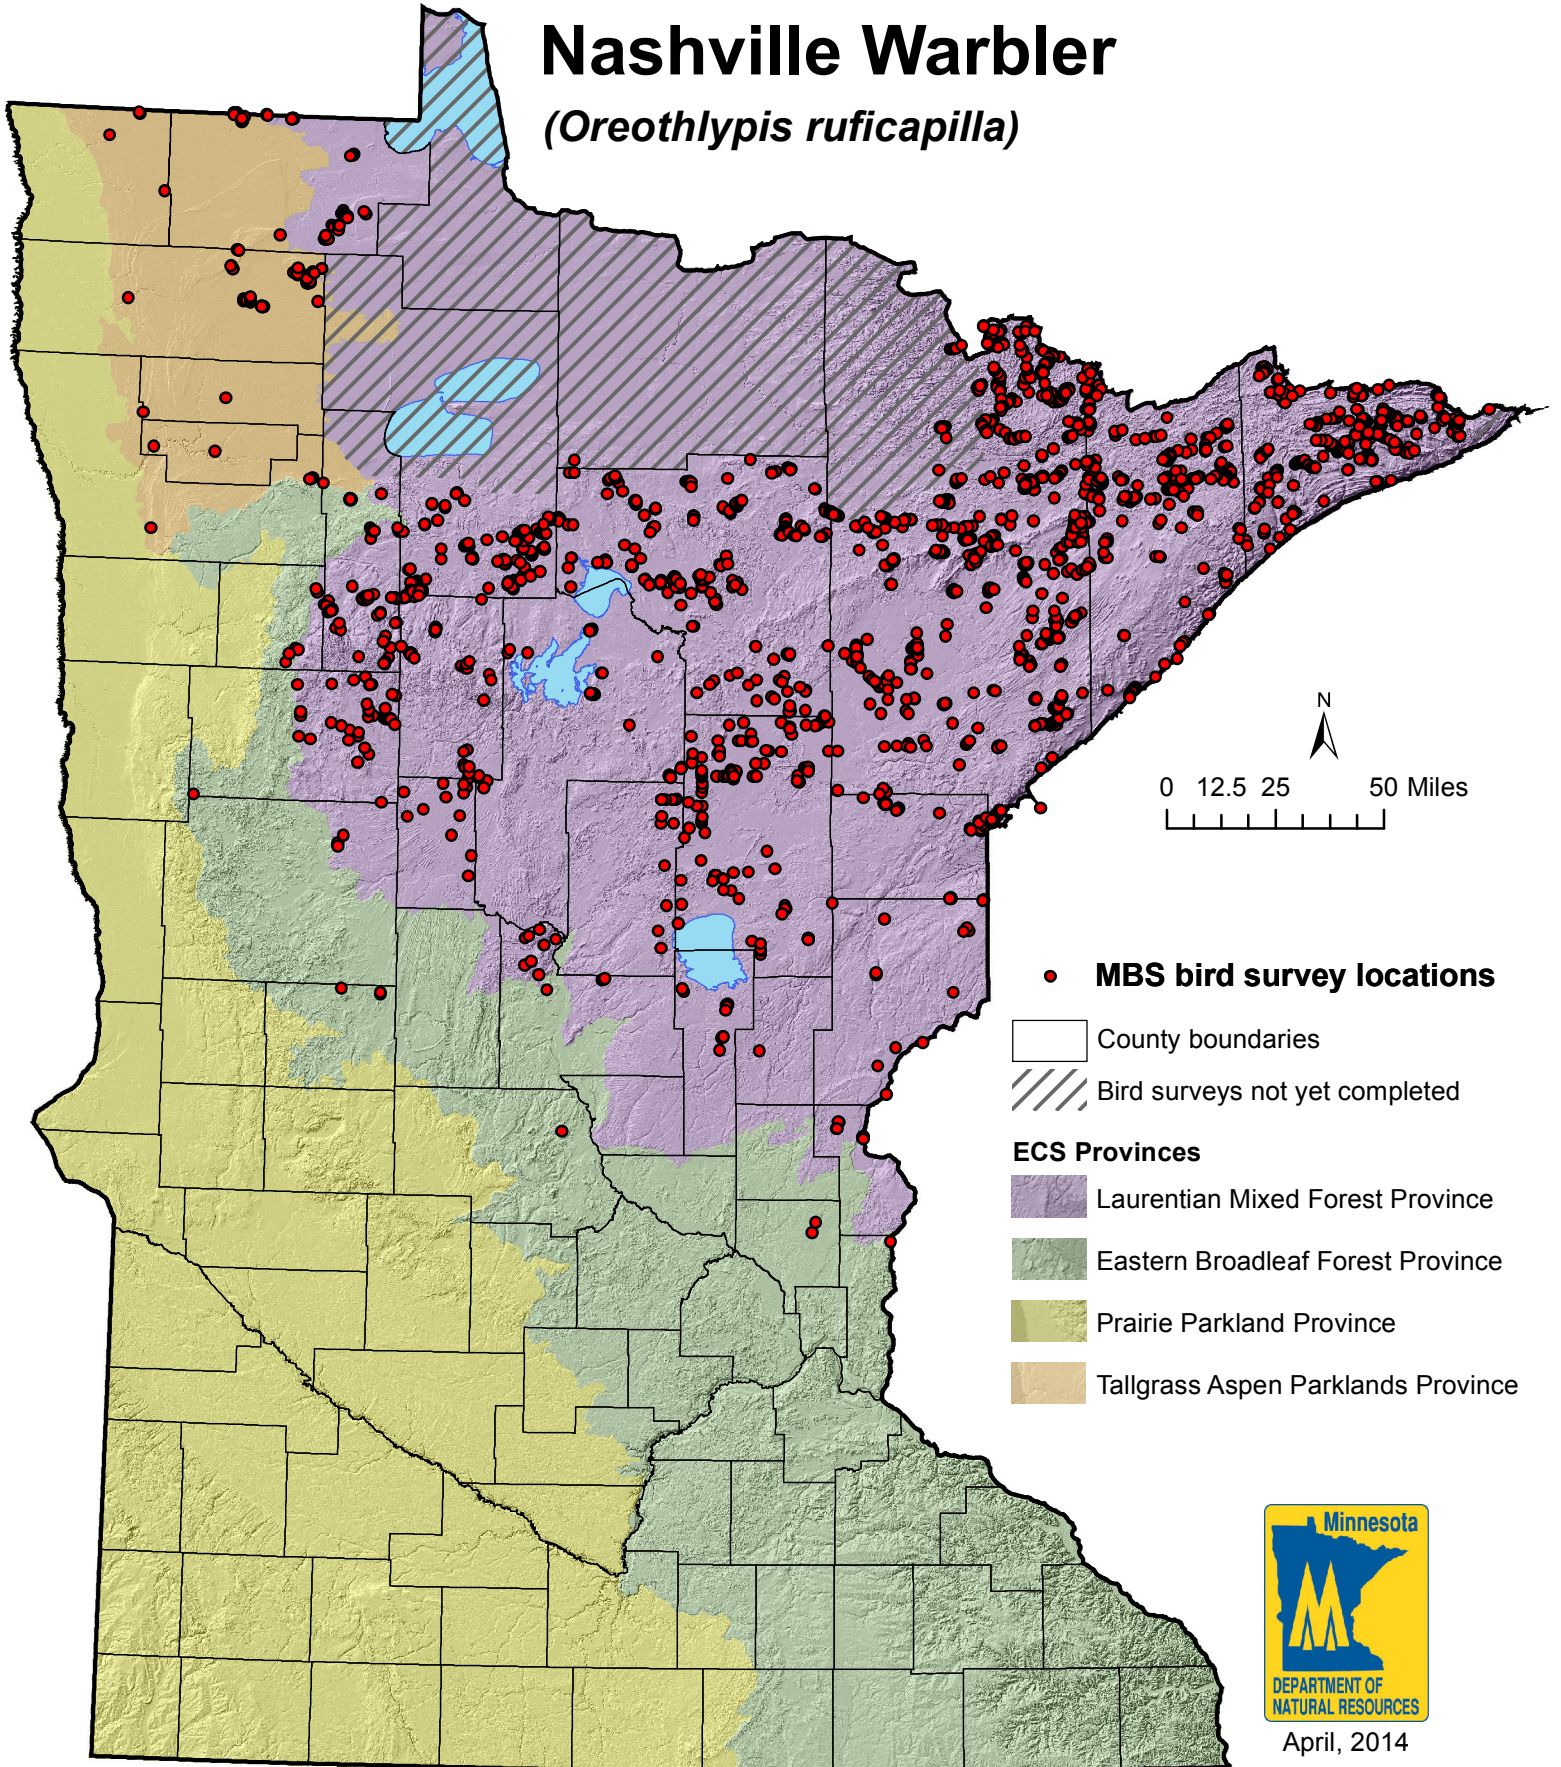 Nashville Warbler
(Oreothlypis ruficapilla)
N
0 12.5 25 50 Miles
MBS bird survey locations
County boundaries
Bird surveys not yet completed
ECS Provinces
Laurentian Mixed Forest Province
Eastern Broadleaf Forest Province
Prairie Parkland Province
Tallgrass Aspen Parklands Province
Minnesota
DEPARTMENT OF
NATURAL RESOURCES
April, 2014